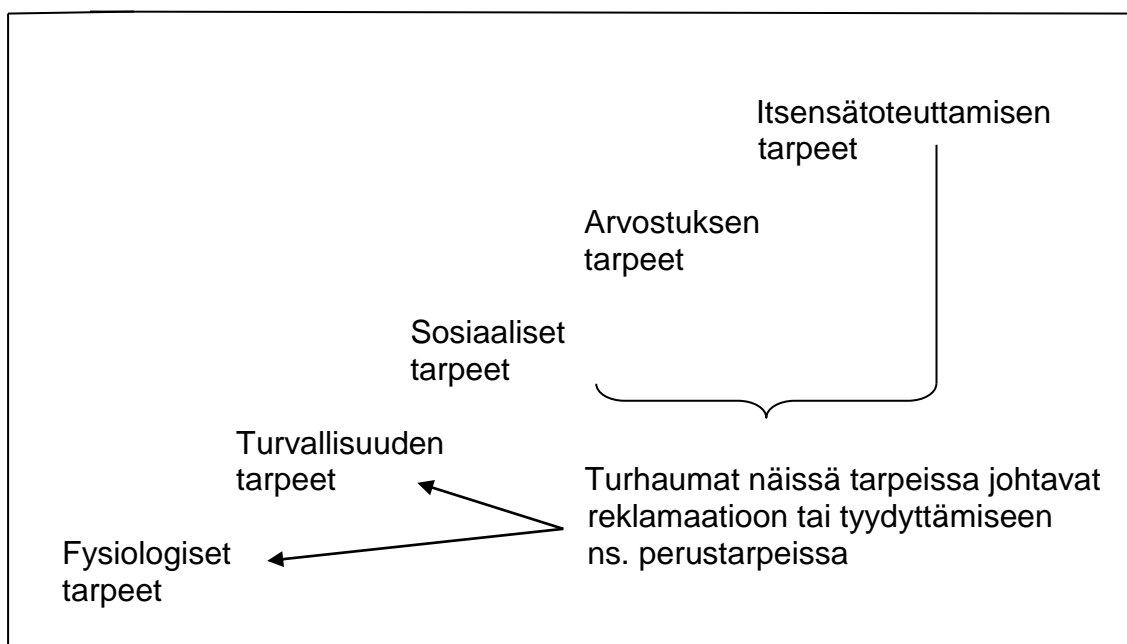 Itsensätoteuttamisen
tarpeet
Arvostuksen
tarpeet
Sosiaaliset
tarpeet
Turvallisuuden
tarpeet
Turhaumat näissä tarpeissa johtavat
reklamaatioon tai tyydyttämiseen
ns. perustarpeissa
Fysiologiset
tarpeet